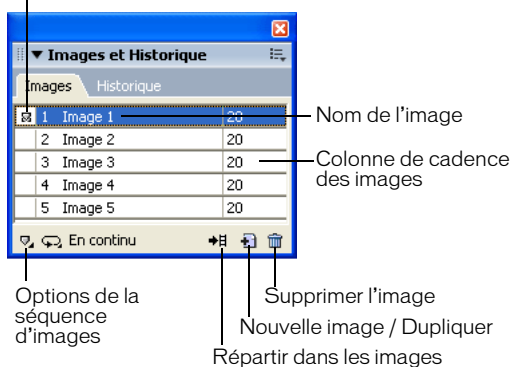 Images et Historique
Images Historique
1 Image 1 20
2 Image 2 20
3 Image 3 20
4 Image 4 20
5 Image 5 20
En continu
Nom de l'image
Colonne de cadence
des images
Options de la
séquence
d'images
Supprimer l'image
Nouvelle image / Dupliquer
Répartir dans les images